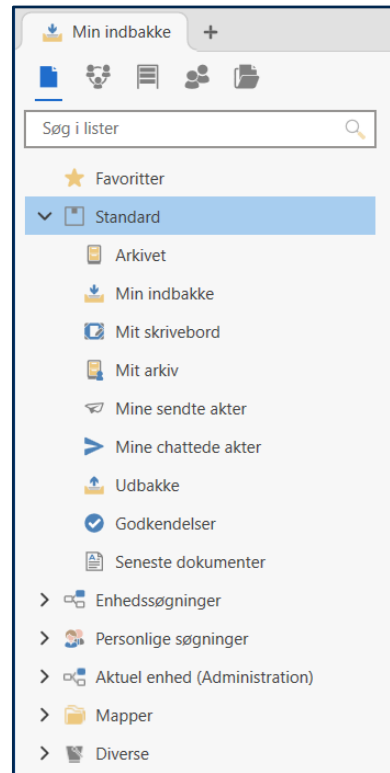 Min indbakke
Søg i lister
Favoritter
Standard
Arkivet
Min indbakke
Mit skrivebord
Mit arkiv
Mine sendte akter
Mine chattede akter
Udbakke
Godkendelser
Seneste dokumenter
Enhedssøgninger
Personlige søgninger
Aktuel enhed (Administration)
Mapper
Diverse